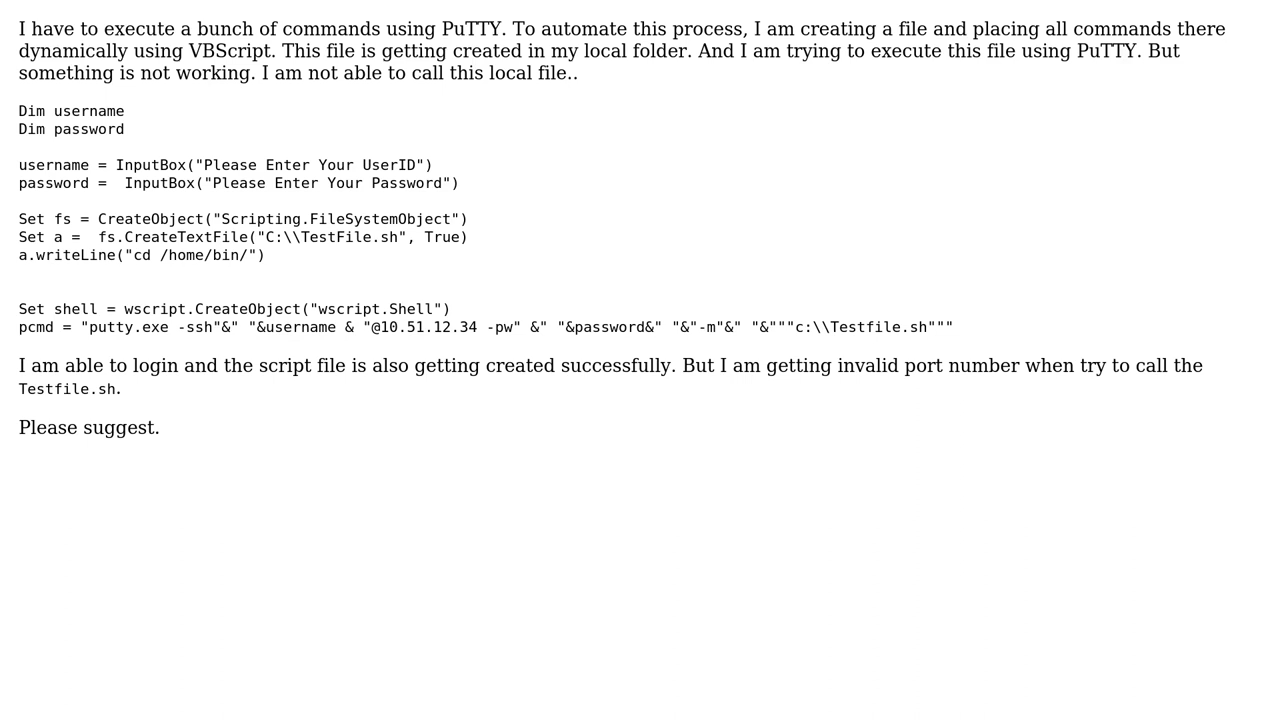 I have to execute a bunch of commands using PuTTY. To automate this process, I am creating a file and placing all commands there
dynamically using VBScript. This file is getting created in my local folder. And I am trying to execute this file using PuTTY. But
something is not working. I am not able to call this local file..
Dim username
Dim password
username = InputBox("Please Enter Your UserID")
password =  InputBox("Please Enter Your Password")
Set fs = CreateObject("Scripting.FileSystemObject")
Set a =  fs.CreateTextFile("C:\\TestFile.sh", True)
a.writeLine("cd /home/bin/")
Set shell = wscript.CreateObject("wscript.Shell")
pcmd = "putty.exe -ssh"&" "&username & "@10.51.12.34 -pw" &" "&password&" "&"-m"&" "&"""c:\\Testfile.sh"""
I am able to login and the script file is also getting created successfully. But I am getting invalid port number when try to call the
Testfile.sh.
Please suggest.